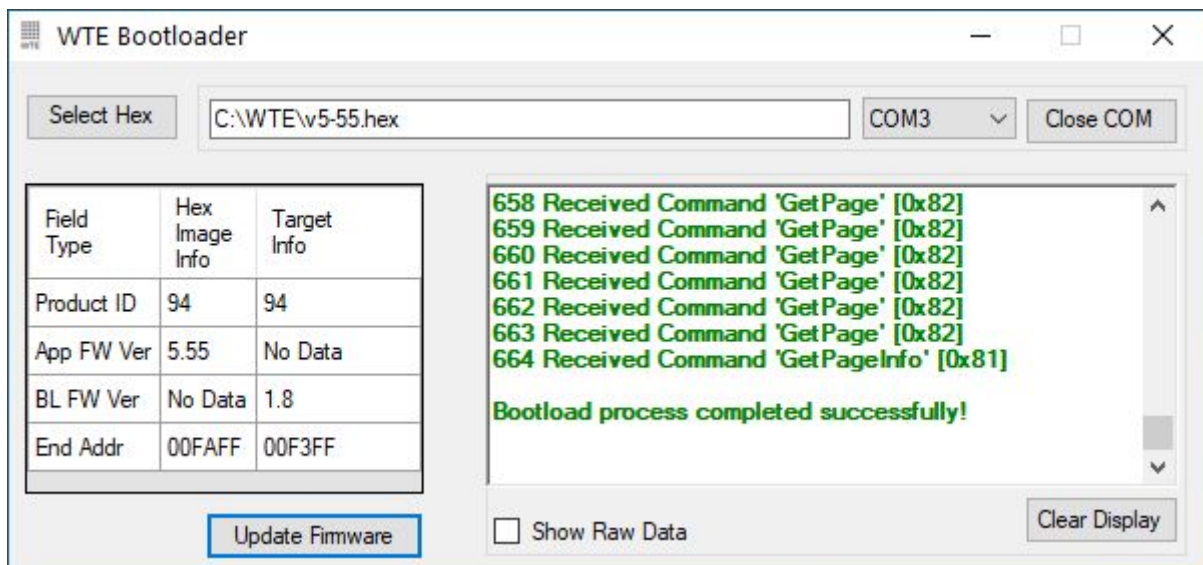 WTE Bootloader
Select Hex
C:\WTE\v5-55.hex
COM3
Close COM
Field Type
Hex Image Info
Target Info
Product ID 94 94
App FW Ver 5.55 No Data
BL FW Ver No Data 1.8
End Addr 00FAFF 00F3FF
Update Firmware
658 Received Command 'GetPage' [0x82]
659 Received Command 'GetPage' [0x82]
660 Received Command 'GetPage' [0x82]
661 Received Command 'GetPage' [0x82]
662 Received Command 'GetPage' [0x82]
663 Received Command 'GetPage' [0x82]
664 Received Command 'GetPageInfo' [0x81]
Bootload process completed successfully!
Show Raw Data
Clear Display